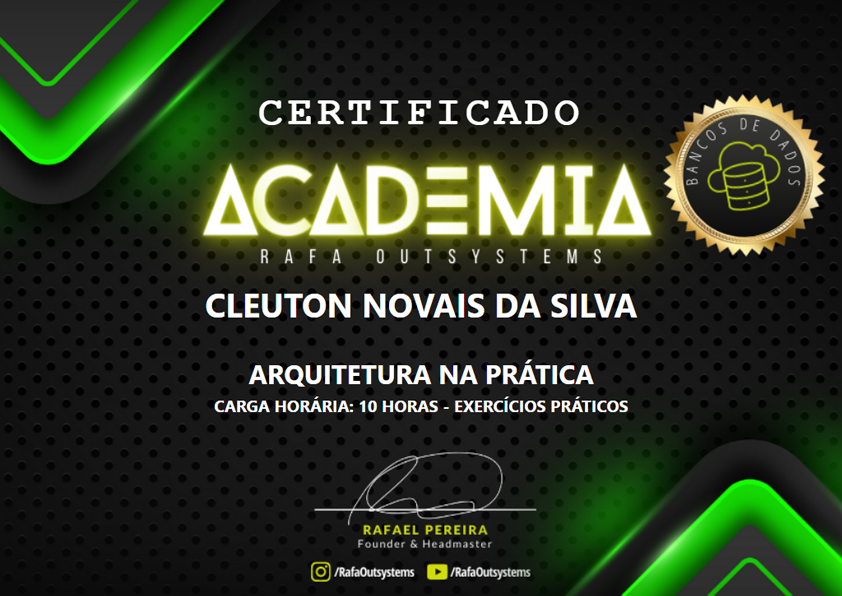 CERTIFICADO
BANCOS DE DADOS
ACADEMIA
RAFA OUTSYSTEMS
CLEUTON NOVAIS DA SILVA
ARQUITETURA NA PRÁTICA
CARGA HORÁRIA: 10 HORAS - EXERCÍCIOS PRÁTICOS
RAFAEL PEREIRA
Founder & Headmaster
/RafaOutsystems /RafaOutsystems